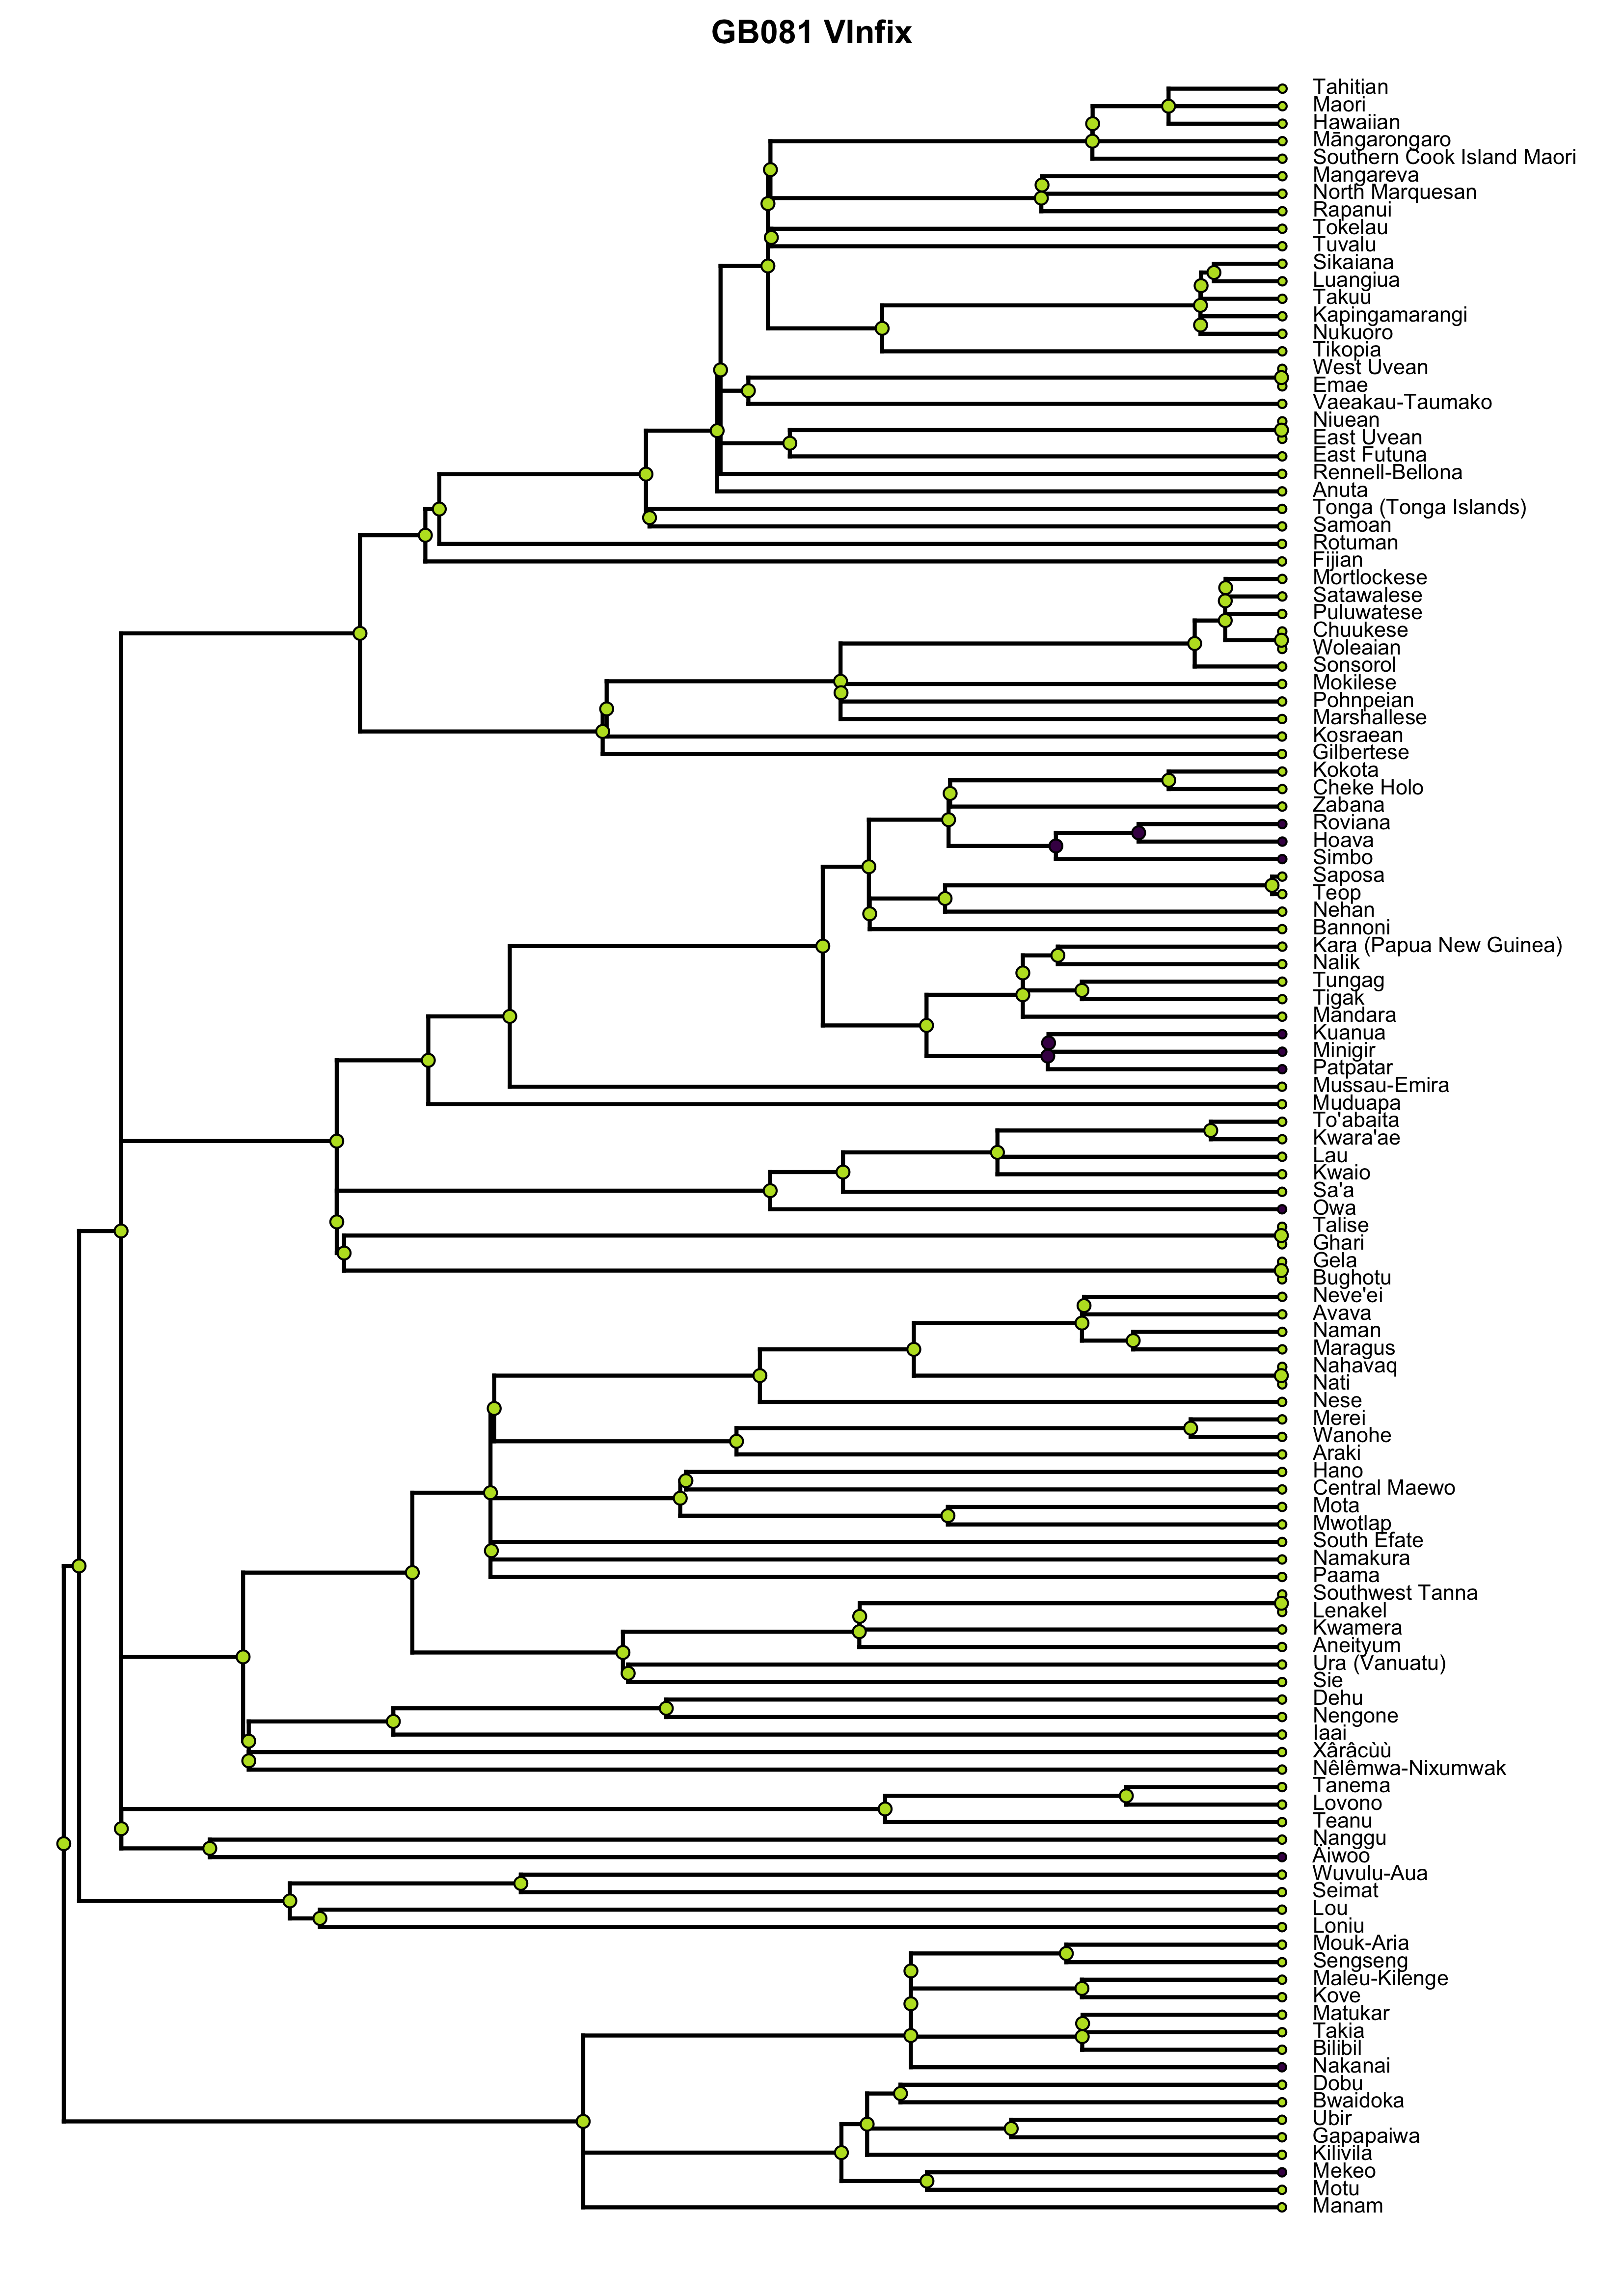 GB081 VInfix
Tahitian
Maori
Hawaiian
Māngarongaro
Southern Cook Island Maori
Mangareva
North Marquesan
Rapanui
Tokelau
Tuvalu
Sikaiana
Luangiua
Takuu
Kapingamarangi
Nukuoro
Tikopia
West Uvean
Emae
Vaeakau-Taumako
Niuean
East Uvean
East Futuna
Rennell-Bellona
Anuta
Tonga (Tonga Islands)
Samoan
Rotuman
Fijian
Mortlockese
Satawalese
Puluwatese
Chuukese
Woleaian
Sonsorol
Mokilese
Pohnpeian
Marshallese
Kosraean
Gilbertese
Kokota
Cheke Holo
Zabana
Roviana
Hoava
Simbo
Saposa
Teop
Nehan
Bannoni
Kara (Papua New Guinea)
Nalik
Tungag
Tigak
Mandara
Kuanua
Minigir
Patpatar
Mussau-Emira
Muduapa
To'abaita
Kwara'ae
Lau
Kwaio
Sa'a
Owa
Talise
Ghari
Gela
Bughotu
Neve'ei
Avava
Naman
Maragus
Nahavaq
Nati
Nese
Merei
Wanohe
Araki
Hano
Central Maewo
Mota
Mwotlap
South Efate
Namakura
Paama
Southwest Tanna
Lenakel
Kwamera
Aneityum
Ura (Vanuatu)
Sie
Dehu
Nengone
Iaai
Xârâcùù
Nêlêmwa-Nixumwak
Tanema
Lovono
Teanu
Nanggu
Äiwoo
Wuvulu-Aua
Seimat
Lou
Loniu
Mouk-Aria
Sengseng
Maleu-Kilenge
Kove
Matukar
Takia
Bilibil
Nakanai
Dobu
Bwaidoka
Ubir
Gapapaiwa
Kilivila
Mekeo
Motu
Manam